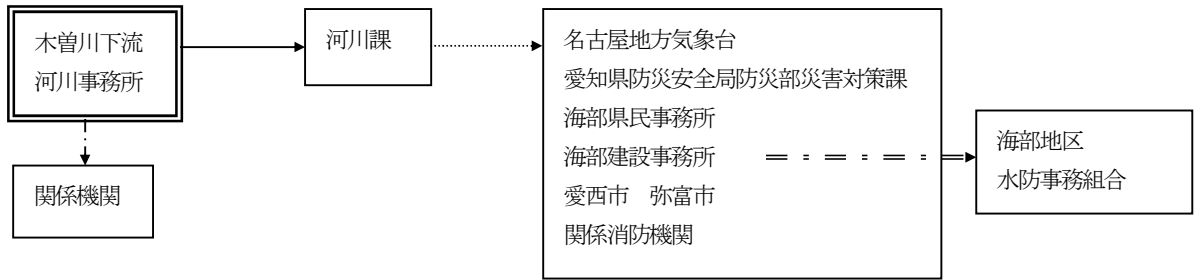 木曽川下流
河川事務所
河川課
名古屋地方気象台
愛知県防災安全局防災部災害対策課
海部県民事務所
海部建設事務所
愛西市　弥富市
関係消防機関
海部地区
水防事務組合
関係機関